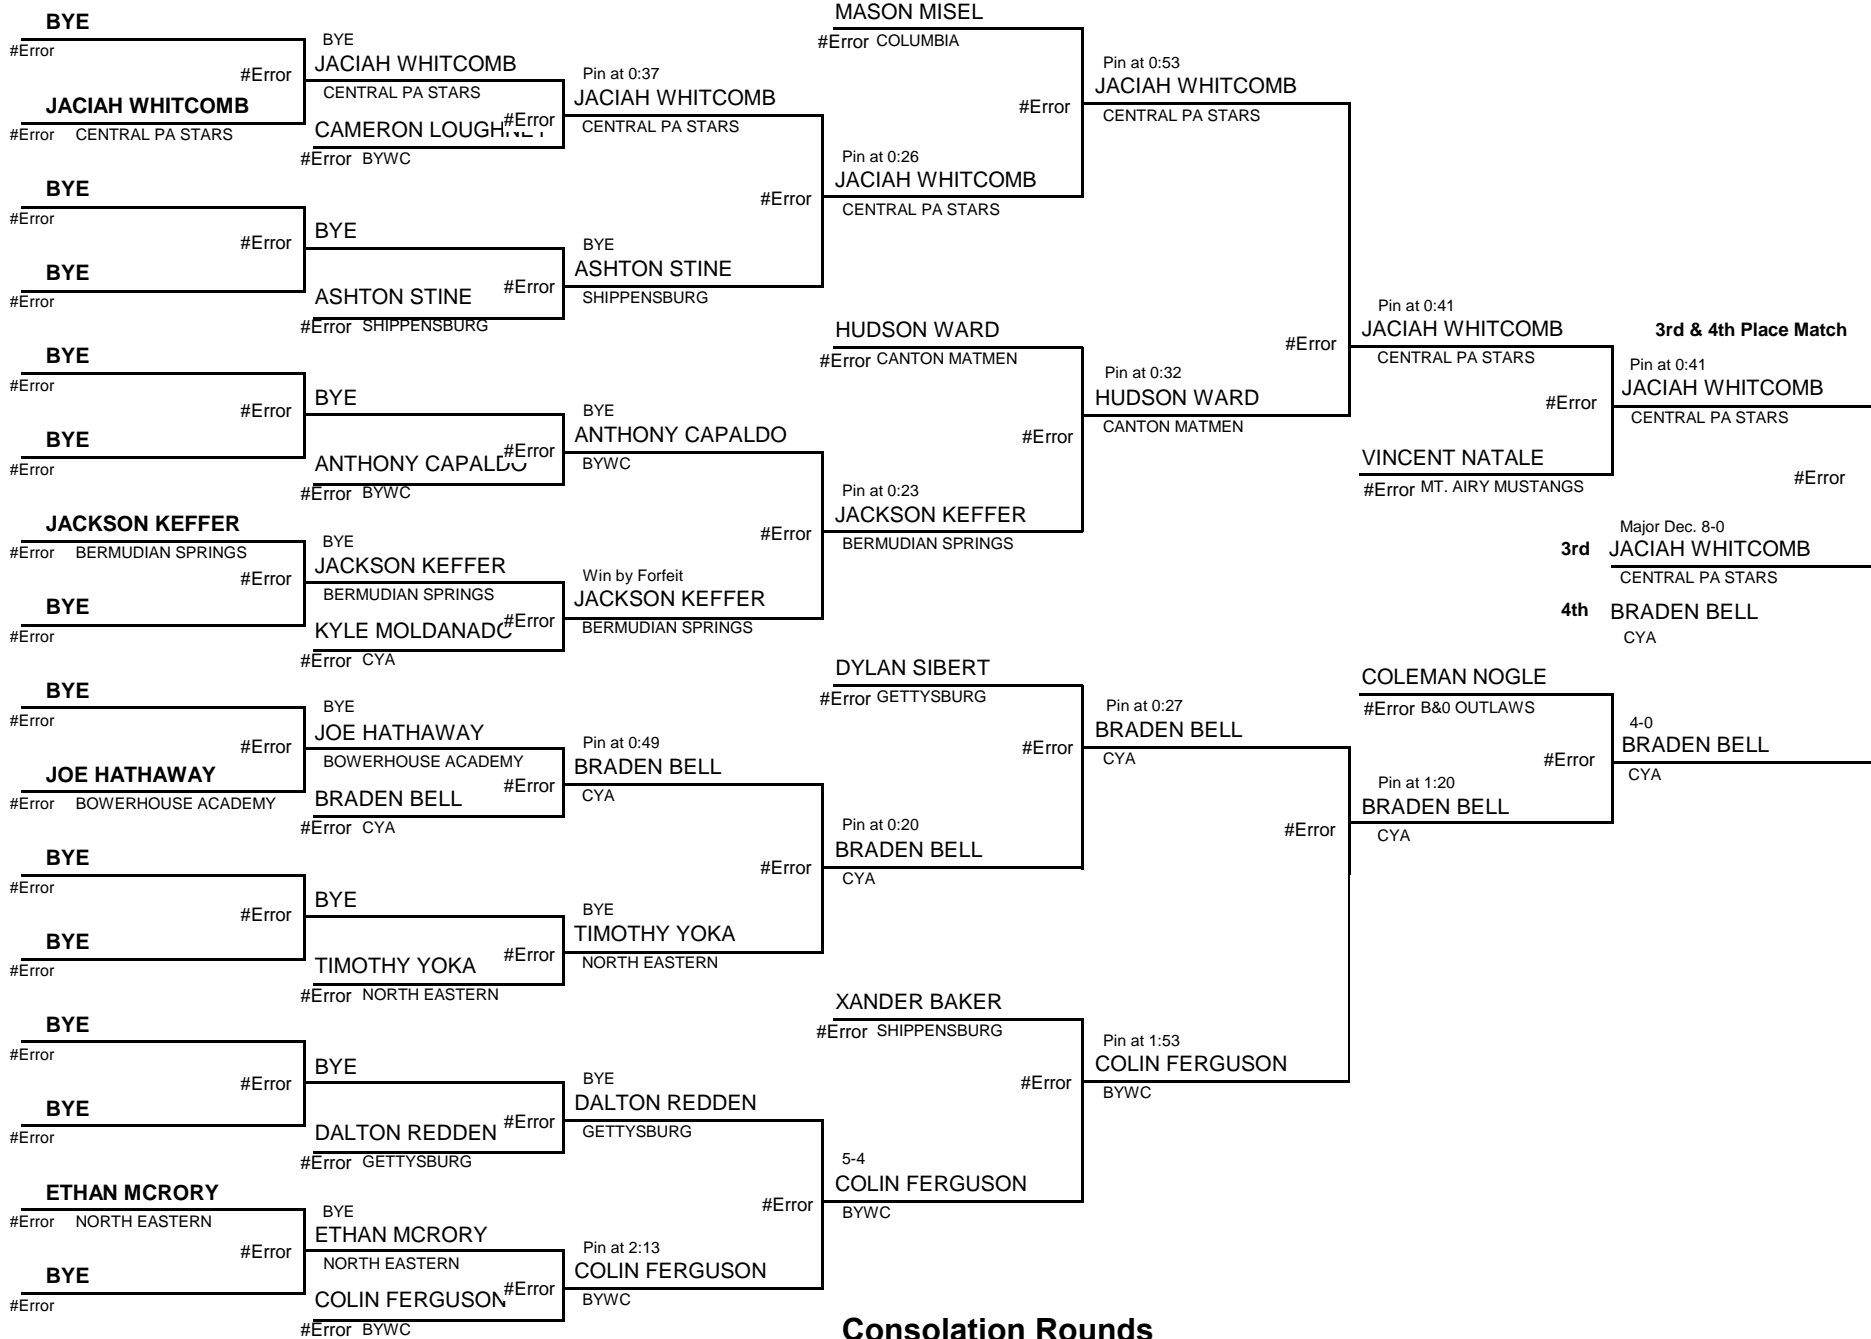 BYE
#Error
#Error
JACIAH WHITCOMB
#Error CENTRAL PA STARS
BYE
#Error
#Error
BYE
#Error
BYE
#Error
#Error
BYE
#Error
JACKSON KEFFER
#Error BERMUDIAN SPRINGS
#Error
BYE
#Error
BYE
#Error
#Error
JOE HATHAWAY
#Error BOWERHOUSE ACADEMY
BYE
#Error
#Error
BYE
#Error
BYE
#Error
#Error
BYE
#Error
ETHAN MCRORY
#Error NORTH EASTERN
#Error
BYE
#Error
BYE
JACIAH WHITCOMB
CENTRAL PA STARS
#Error
CAMERON LOUGHNEY
#Error BYWC
BYE
#Error
ASHTON STINE
#Error SHIPPENSBURG
BYE
#Error
ANTHONY CAPALDO
#Error BYWC
BYE
JACKSON KEFFER
BERMUDIAN SPRINGS
#Error
KYLE MOLDANADO
#Error CYA
BYE
JOE HATHAWAY
BOWERHOUSE ACADEMY
#Error
BRADEN BELL
#Error CYA
BYE
#Error
TIMOTHY YOKA
#Error NORTH EASTERN
BYE
#Error
DALTON REDDEN
#Error GETTYSBURG
BYE
ETHAN MCRORY
NORTH EASTERN
#Error
COLIN FERGUSON
#Error BYWC
Pin at 0:37
JACIAH WHITCOMB
CENTRAL PA STARS
#Error
BYE
ASHTON STINE
SHIPPENSBURG
BYE
ANTHONY CAPALDO
BYWC
#Error
Win by Forfeit
JACKSON KEFFER
BERMUDIAN SPRINGS
Pin at 0:49
BRADEN BELL
CYA
#Error
BYE
TIMOTHY YOKA
NORTH EASTERN
BYE
DALTON REDDEN
GETTYSBURG
#Error
Pin at 2:13
COLIN FERGUSON
BYWC
MASON MISEL
#Error COLUMBIA
#Error
Pin at 0:26
JACIAH WHITCOMB
CENTRAL PA STARS
HUDSON WARD
#Error CANTON MATMEN
#Error
Pin at 0:23
JACKSON KEFFER
BERMUDIAN SPRINGS
DYLAN SIBERT
#Error GETTYSBURG
#Error
Pin at 0:20
BRADEN BELL
CYA
XANDER BAKER
#Error SHIPPENSBURG
#Error
5-4
COLIN FERGUSON
BYWC
Pin at 0:53
JACIAH WHITCOMB
CENTRAL PA STARS
#Error
Pin at 0:32
HUDSON WARD
CANTON MATMEN
Pin at 0:27
BRADEN BELL
CYA
#Error
Pin at 1:53
COLIN FERGUSON
BYWC
Pin at 0:41
JACIAH WHITCOMB
CENTRAL PA STARS
#Error
VINCENT NATALE
#Error MT. AIRY MUSTANGS
COLEMAN NOGLE
#Error B&0 OUTLAWS
#Error
Pin at 1:20
BRADEN BELL
CYA
3rd & 4th Place Match
Pin at 0:41
JACIAH WHITCOMB
CENTRAL PA STARS
#Error
Major Dec. 8-0
3rd JACIAH WHITCOMB
CENTRAL PA STARS
4th BRADEN BELL
CYA
4-0
BRADEN BELL
CYA
Consolation Rounds